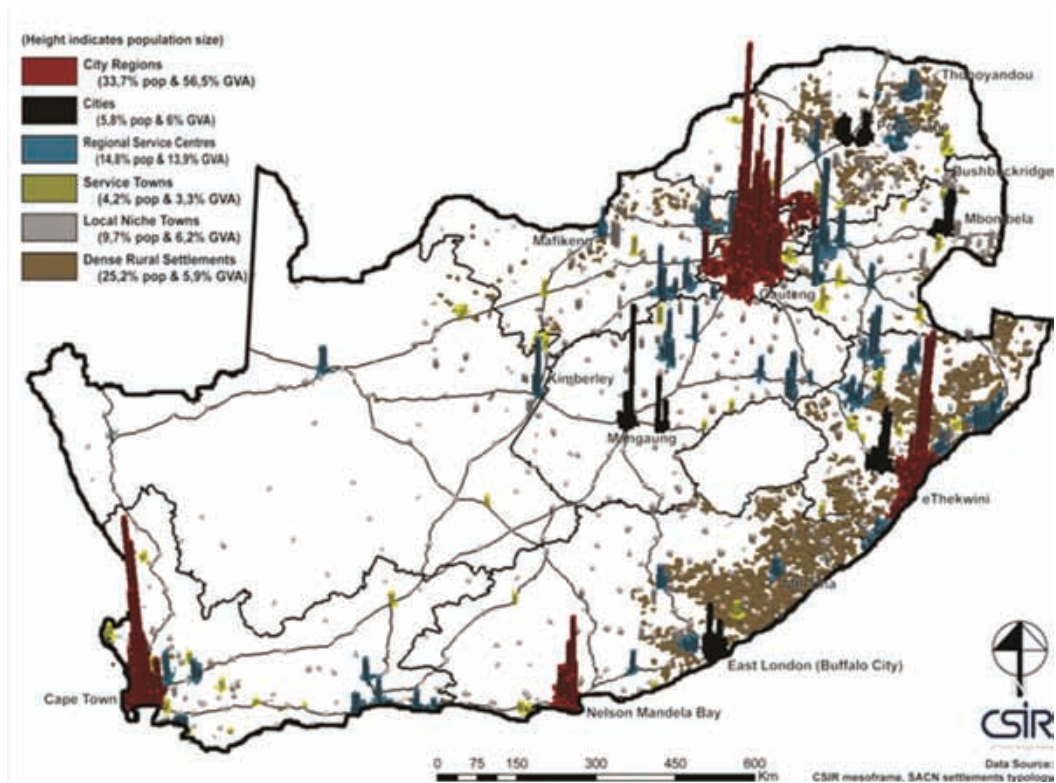 (Height indicates population size)
City Regions
(33,7% pop & 56,5% GVA)
Cities
(5,8% pop & 6% GVA)
Regional Service Centres
(14,8% pop & 13,9% GVA)
Service Towns
(4,2% pop & 3,3% GVA)
Local Niche Towns
(9,7% pop & 6,2% GVA)
Dense Rural Settlements
(25,2% pop & 5,9% GVA)
Thohoyandou
Bushbuckridge
Mbombela
Mafikeng
Gauteng
Kimberley
Mangaung
eThekwini
East London (Buffalo City)
Cape Town
Nelson Mandela Bay
N
CSIR
0 75 150 300 450 600
Km
Data Source:
CSIR mesoframe, SACN settlements typology